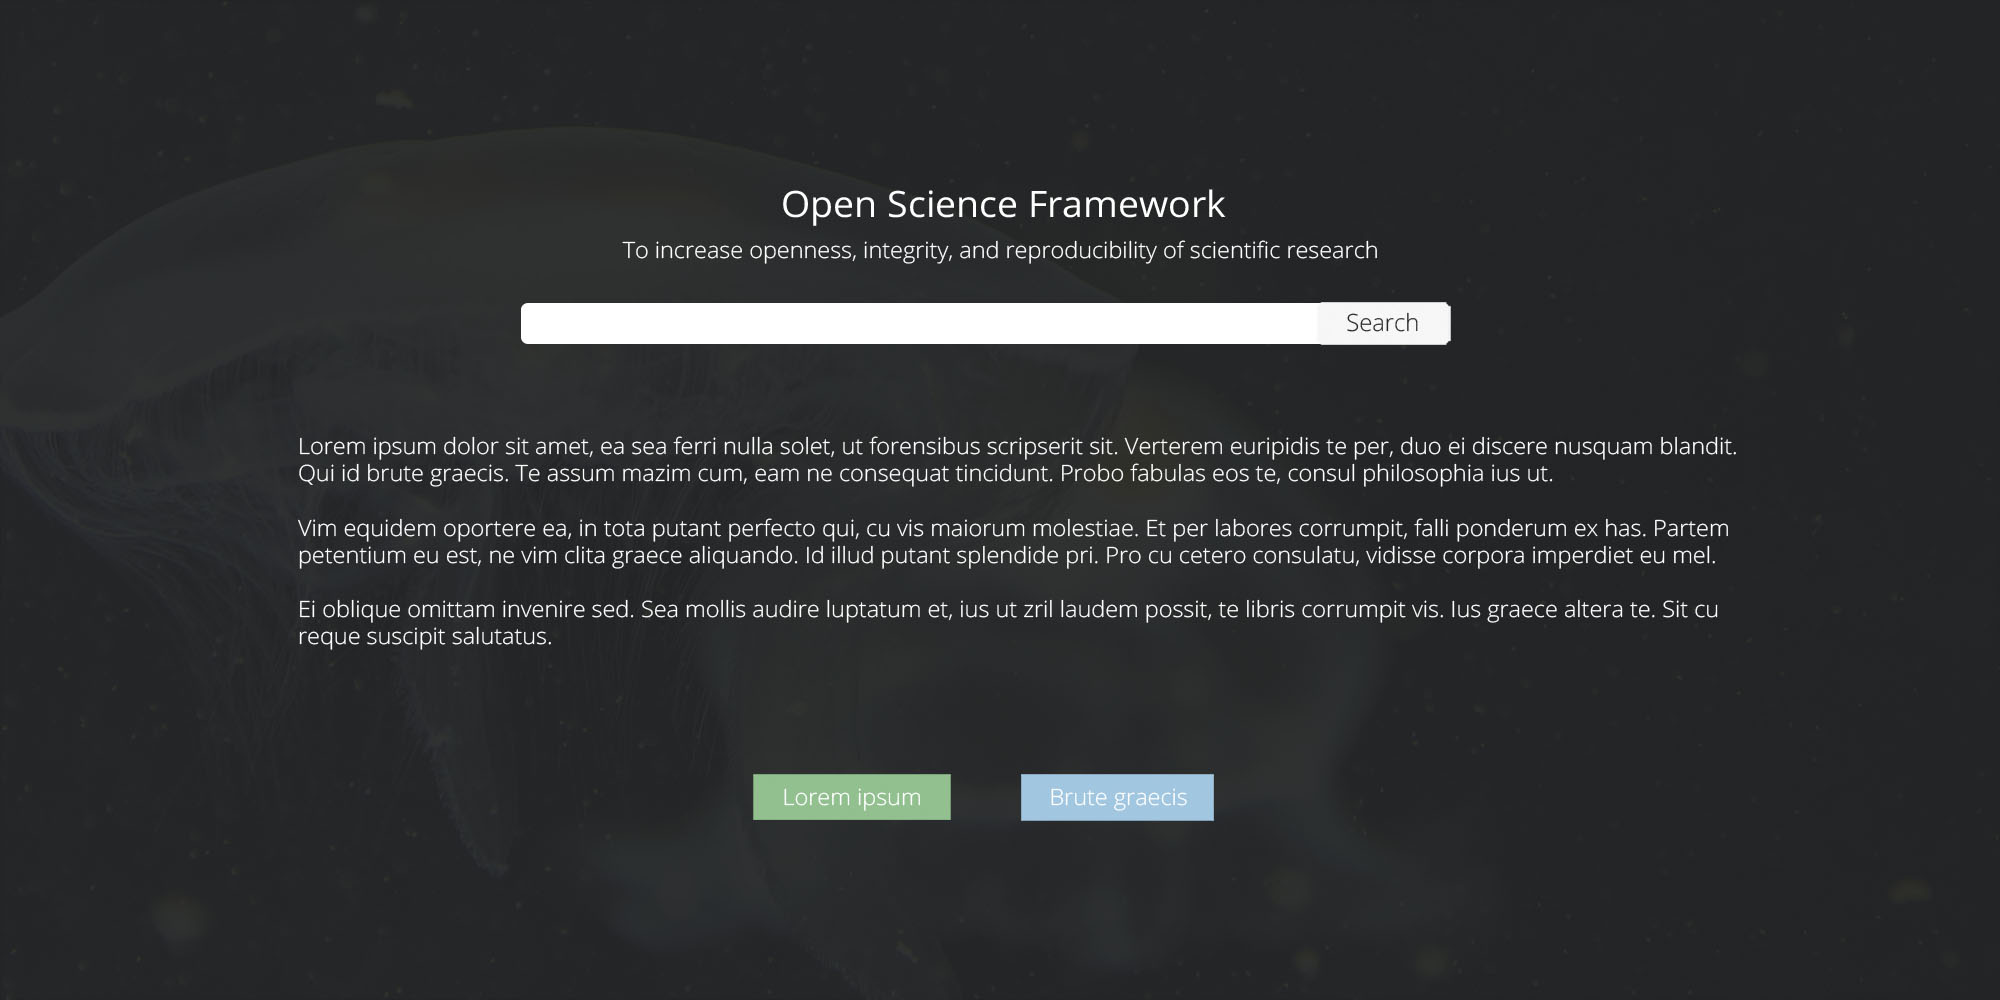 Open Science Framework
To increase openness, integrity, and reproducibility of scientific research
Search
Lorem ipsum dolor sit amet, ea sea ferri nulla solet, ut forensibus scripserit sit. Verterem euripidis te per, duo ei discere nusquam blandit.
Qui id brute graecis. Te assum mazim cum, eam ne consequat tincidunt. Probo fabulas eos te, consul philosophia ius ut.
Vim equidem oportere ea, in tota putant perfecto qui, cu vis maiorum molestiae. Et per labores corrumpit, falli ponderum ex has. Partem
petentium eu est, ne vim clita graece aliquando. Id illud putant splendide pri. Pro cu cetero consulatu, vidisse corpora imperdiet eu mel.
Ei oblique omittam invenire sed. Sea mollis audire luptatum et, ius ut zril laudem possit, te libris corrumpit vis. Ius graece altera te. Sit cu
reque suscipit salutatus.
Lorem ipsum
Brute graecis